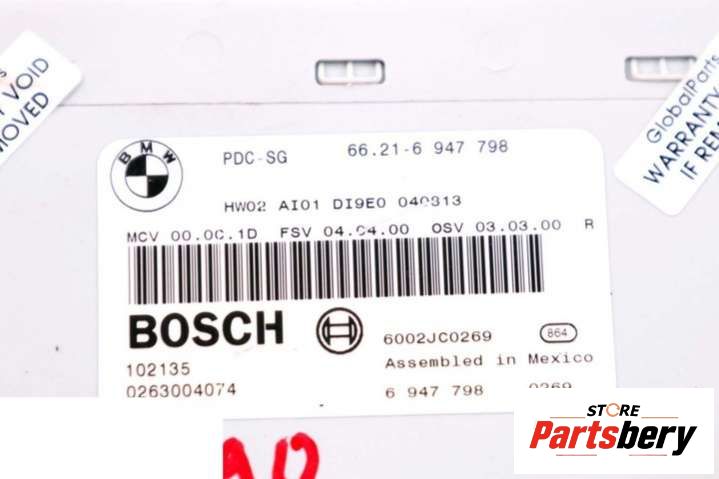 Y VOID
MOVED
GlobalParts
WARRANTY
IF REM
BMW
PDC-SG 66.21-6 947 798
HW02 AI01 DI9E0 040313
MCV 00.0C.1D FSV 04.04.00 OSV 03.03.00 R
BOSCH
6002JC0269 864
102135
Assembled in Mexico
0263004074
6 947 798 0269
STORE
Partsbery